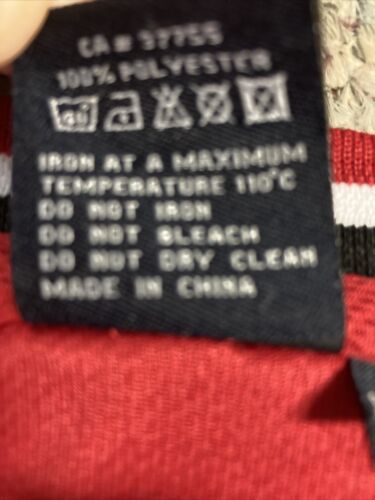 CA # 37755
100% POLYESTER
IRON AT A MAXIMUM
TEMPERATURE 110°C
DO NOT IRON
DO NOT BLEACH
DO NOT DRY CLEAN
MADE IN CHINA